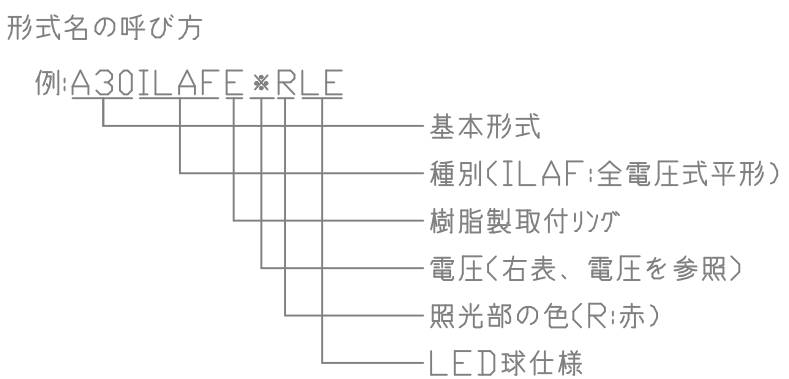 形式名の呼び方
例:A30ILAFE※RLE
基本形式
種別(ILAF:全電圧式平形)
樹脂製取付リング
電圧(右表、電圧を参照)
照光部の色(R:赤)
LED球仕様